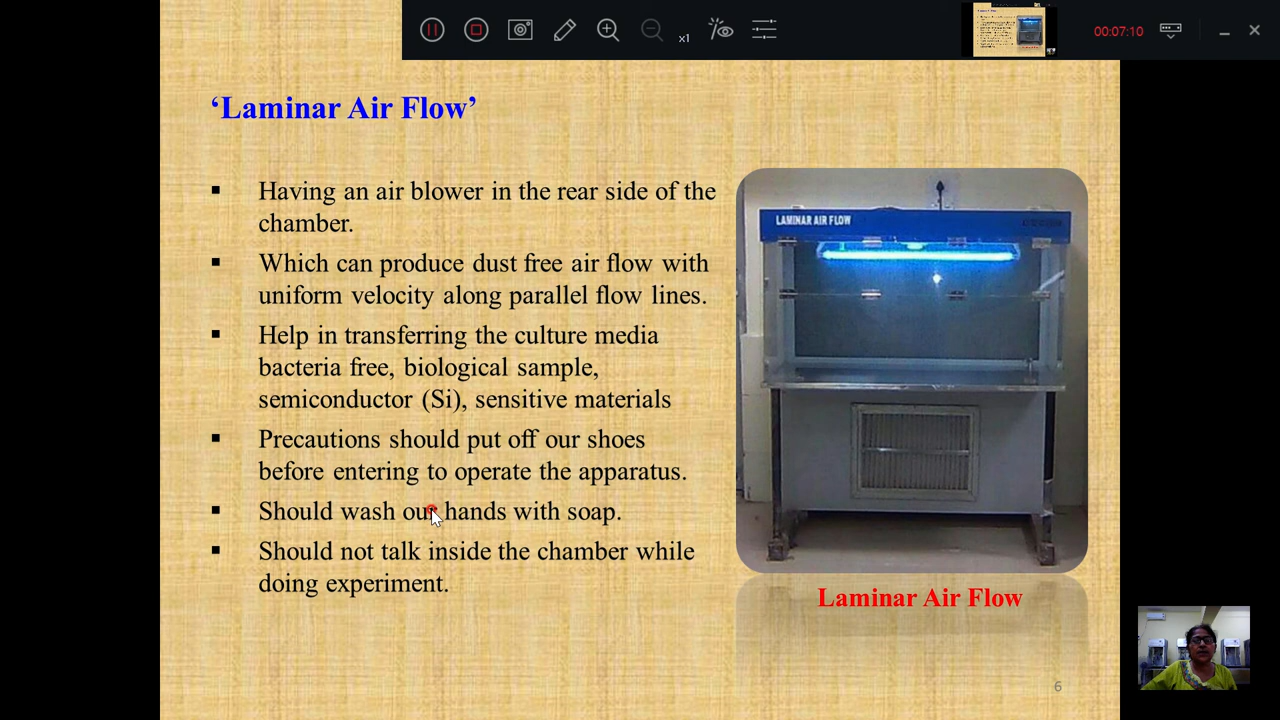 x1
00:07:10
‘Laminar Air Flow’
▪ Having an air blower in the rear side of the
chamber.
▪ Which can produce dust free air flow with
uniform velocity along parallel flow lines.
▪ Help in transferring the culture media
bacteria free, biological sample,
semiconductor (Si), sensitive materials
▪ Precautions should put off our shoes
before entering to operate the apparatus.
▪ Should wash our hands with soap.
▪ Should not talk inside the chamber while
doing experiment.
LAMINAR AIR FLOW
Laminar Air Flow
6